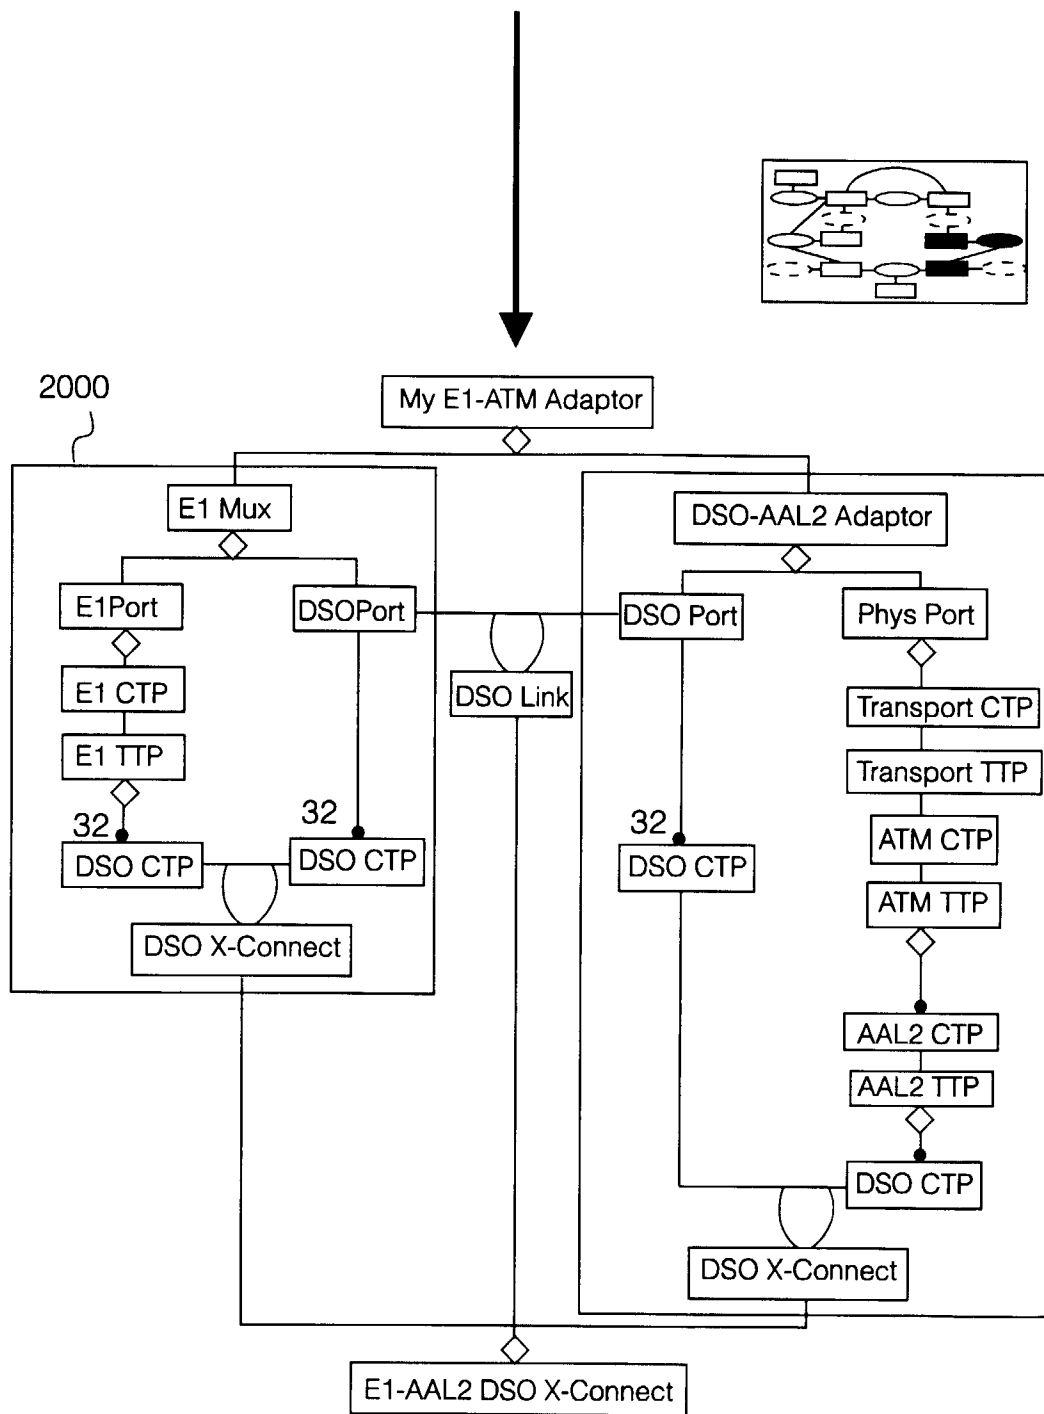 2000
My E1-ATM Adaptor
E1 Mux
DSO-AAL2 Adaptor
E1Port
DSOPort
DSO Port
Phys Port
E1 CTP
DSO Link
Transport CTP
E1 TTP
Transport TTP
32
32
DSO CTP
DSO CTP
DSO CTP
ATM CTP
ATM TTP
DSO X-Connect
AAL2 CTP
AAL2 TTP
DSO CTP
DSO X-Connect
E1-AAL2 DSO X-Connect